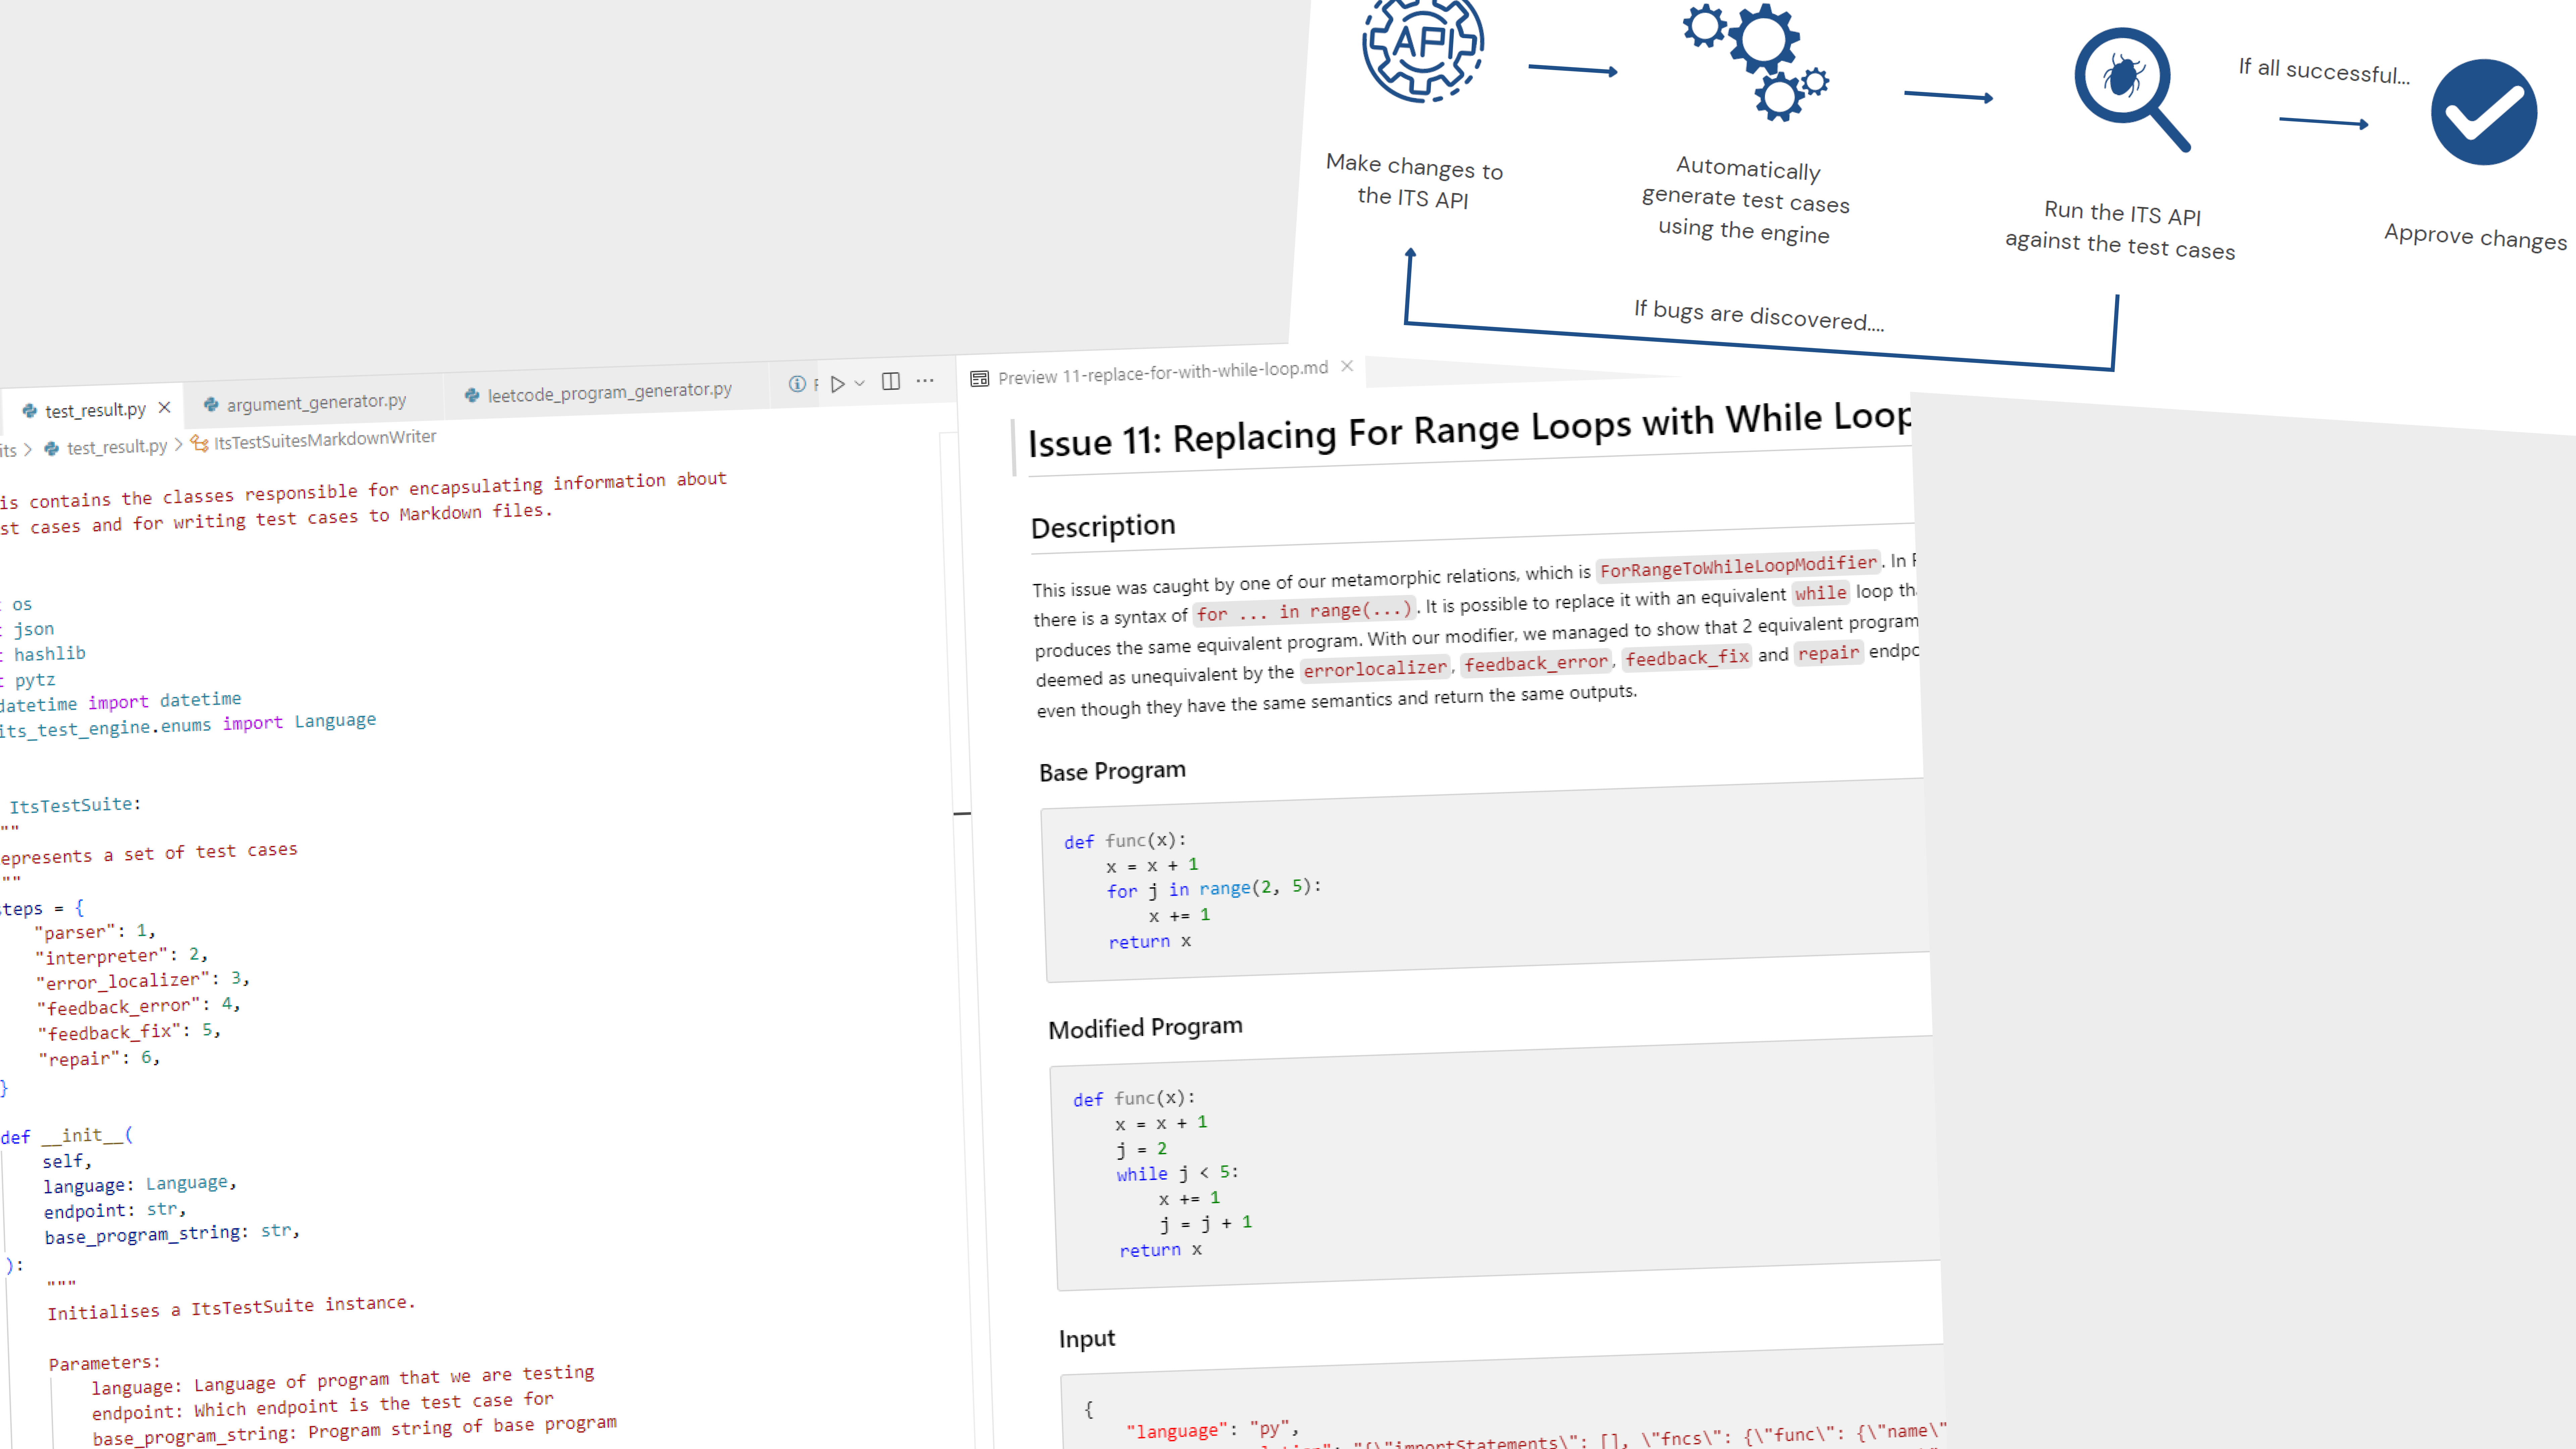 API
Make changes to
the ITS API
Automatically
generate test cases
using the engine
Run the ITS API
against the test cases
If all successful...
Approve changes
If bugs are discovered....
test_result.py
argument_generator.py
leetcode_program_generator.py
test_result.py > ItsTestSuitesMarkdownWriter
contains the classes responsible for encapsulating information about
cases and for writing test cases to Markdown files.
os
json
hashlib
pytz
datetime import datetime
its_test_engine.enums import Language
ItsTestSuite:
"""
epresents a set of test cases
"""
steps = {
"parser": 1,
"interpreter": 2,
"error_localizer": 3,
"feedback_error": 4,
"feedback_fix": 5,
"repair": 6,
}
def __init__(
self,
language: Language,
endpoint: str,
base_program_string: str,
):
"""
Initialises a ItsTestSuite instance.
Parameters:
language: Language of program that we are testing
endpoint: Which endpoint is the test case for
base_program_string: Program string of base program
Preview 11-replace-for-with-while-loop.md
Issue 11: Replacing For Range Loops with While Loop
Description
This issue was caught by one of our metamorphic relations, which is ForRangeToWhileLoopModifier. In
there is a syntax of for ... in range(...). It is possible to replace it with an equivalent while loop
produces the same equivalent program. With our modifier, we managed to show that 2 equivalent program
deemed as unequivalent by the errorlocalizer, feedback_error, feedback_fix and repair endpo
even though they have the same semantics and return the same outputs.
Base Program
def func(x):
x = x + 1
for j in range(2, 5):
x += 1
return x
Modified Program
def func(x):
x = x + 1
j = 2
while j < 5:
x += 1
j = j + 1
return x
Input
{
"language": "py",
"{\"importStatements\": [], \"fncs\": {\"func\": {\"name\"